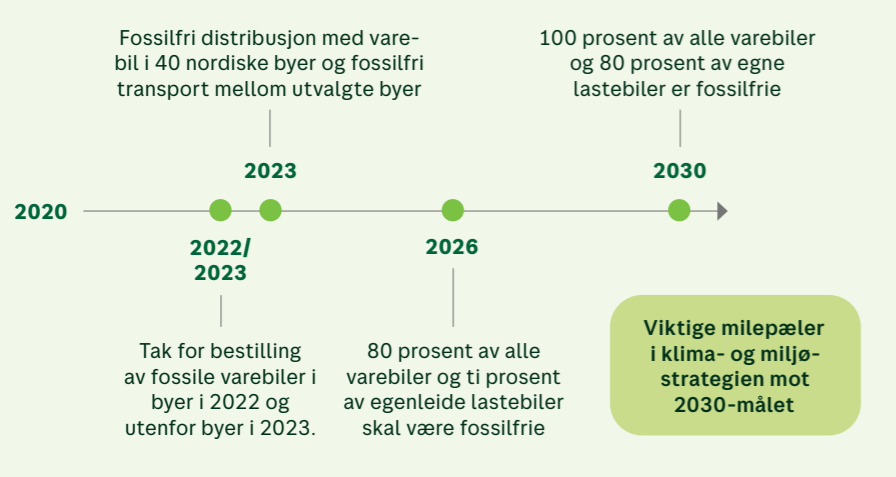 Fossilfri distribusjon med vare-
bil i 40 nordiske byer og fossilfri
transport mellom utvalgte byer
100 prosent av alle varebiler
og 80 prosent av egne
lastebiler er fossilfrie
2023
2030
2020
2022/
2023
2026
Tak for bestilling
av fossile varebiler i
byer i 2022 og
utenfor byer i 2023.
80 prosent av alle
varebiler og ti prosent
av egenleide lastebiler
skal være fossilfrie
Viktige milepæler
i klima- og miljø-
strategien mot
2030-målet